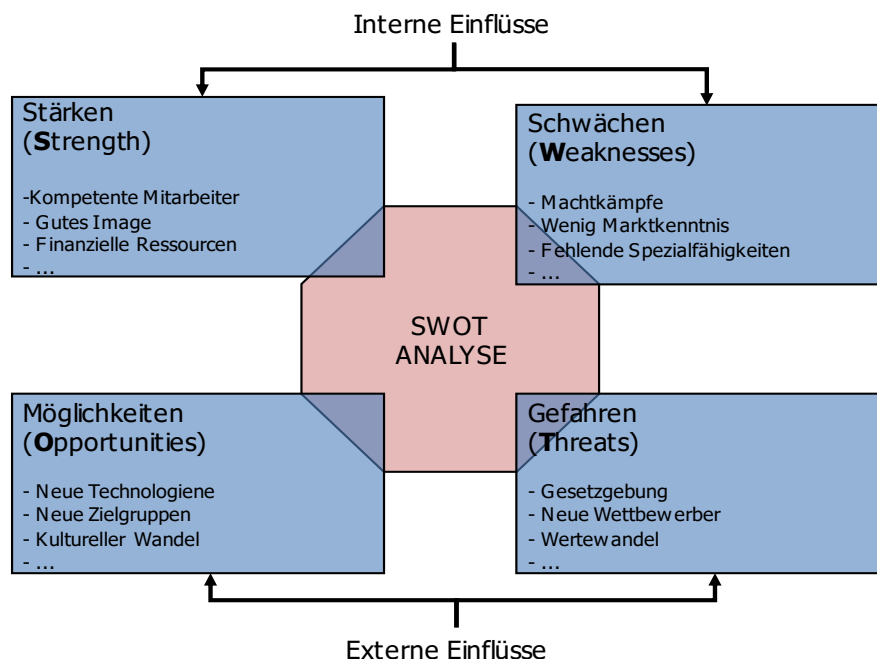 Interne Einflüsse
Stärken
(Strength)
-Kompetente Mitarbeiter
- Gutes Image
- Finanzielle Ressourcen
- ...
Schwächen
(Weaknesses)
- Machtkämpfe
- Wenig Marktkenntnis
- Fehlende Spezialfähigkeiten
- ...
SWOT
ANALYSE
Möglichkeiten
(Opportunities)
- Neue Technologiene
- Neue Zielgruppen
- Kultureller Wandel
- ...
Gefahren
(Threats)
- Gesetzgebung
- Neue Wettbewerber
- Wertewandel
- ...
Externe Einflüsse